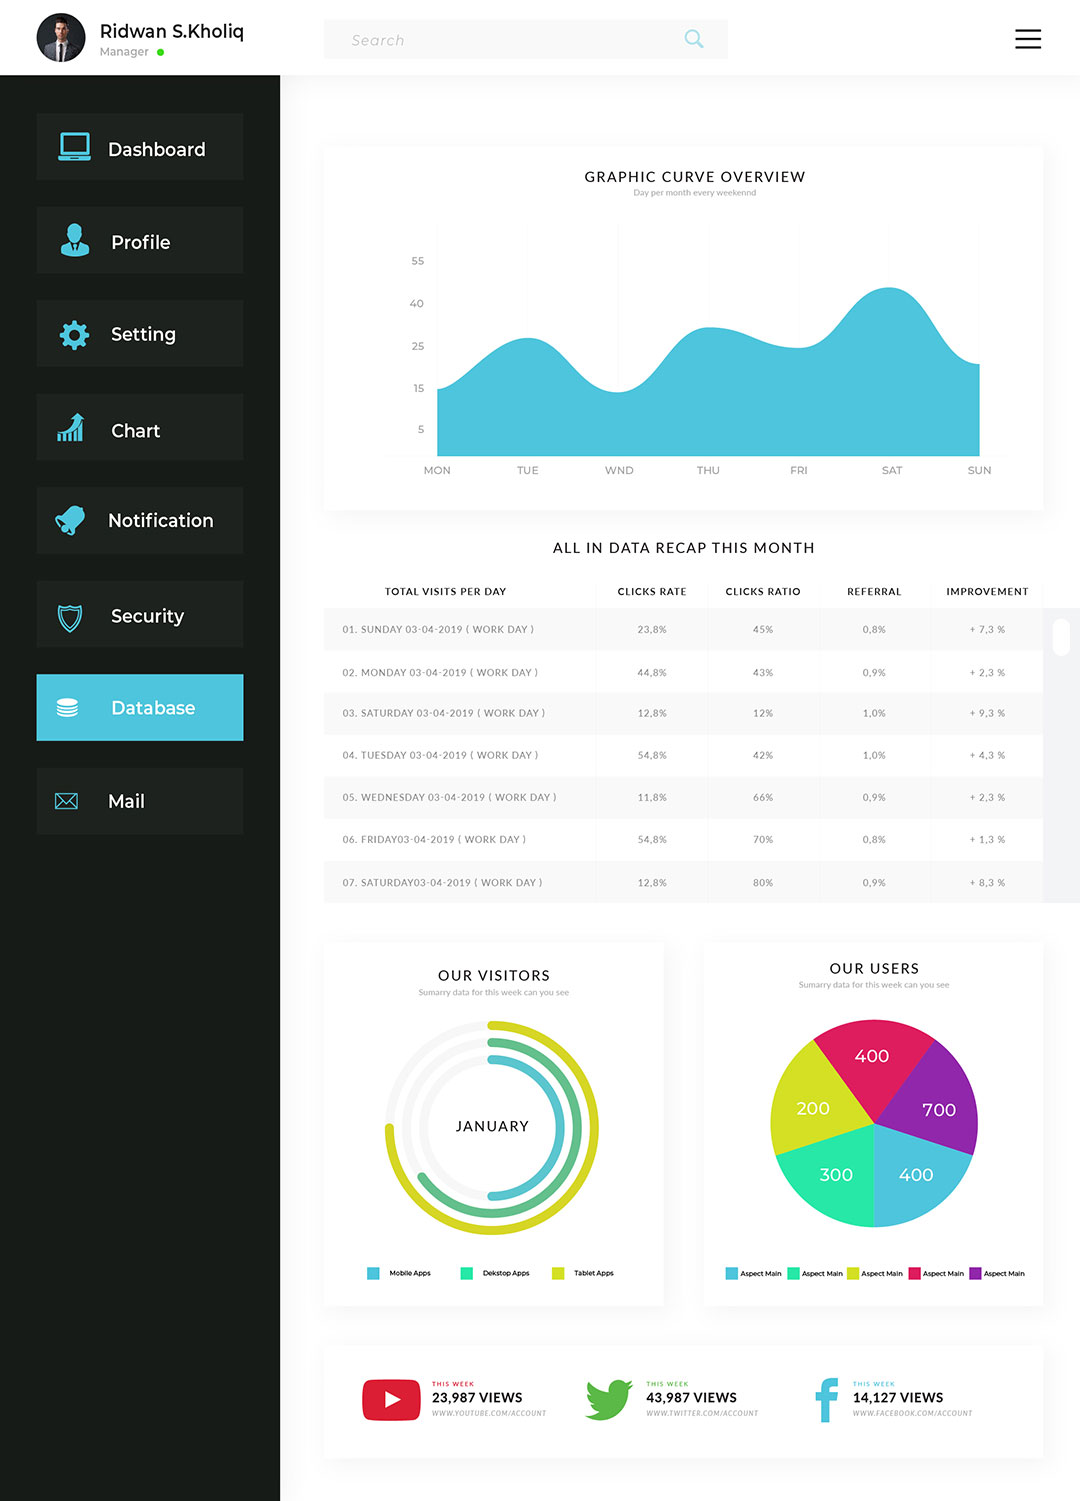 Ridwan S.Kholiq
Manager
Search
Dashboard
Profile
Setting
Chart
Notification
Security
Database
Mail
GRAPHIC CURVE OVERVIEW
Day per month every weekennd
55
40
25
15
5
MON TUE WND THU FRI SAT SUN
ALL IN DATA RECAP THIS MONTH
TOTAL VISITS PER DAY CLICKS RATE CLICKS RATIO REFERRAL IMPROVEMENT
01. SUNDAY 03-04-2019 ( WORK DAY ) 23,8% 45% 0,8% + 7,3 %
02. MONDAY 03-04-2019 ( WORK DAY ) 44,8% 43% 0,9% + 2,3 %
03. SATURDAY 03-04-2019 ( WORK DAY ) 12,8% 12% 1,0% + 9,3 %
04. TUESDAY 03-04-2019 ( WORK DAY ) 54,8% 42% 1,0% + 4,3 %
05. WEDNESDAY 03-04-2019 ( WORK DAY ) 11,8% 66% 0,9% + 2,3 %
06. FRIDAY03-04-2019 ( WORK DAY ) 54,8% 70% 0,8% + 1,3 %
07. SATURDAY03-04-2019 ( WORK DAY ) 12,8% 80% 0,9% + 8,3 %
OUR VISITORS
Sumarry data for this week can you see
JANUARY
Mobile Apps Dekstop Apps Tablet Apps
OUR USERS
Sumarry data for this week can you see
400
200 700
300 400
Aspect Main Aspect Main Aspect Main Aspect Main Aspect Main
THIS WEEK
23,987 VIEWS
WWW.YOUTUBE.COM/ACCOUNT
THIS WEEK
43,987 VIEWS
WWW.TWITTER.COM/ACCOUNT
THIS WEEK
14,127 VIEWS
WWW.FACEBOOK.COM/ACCOUNT